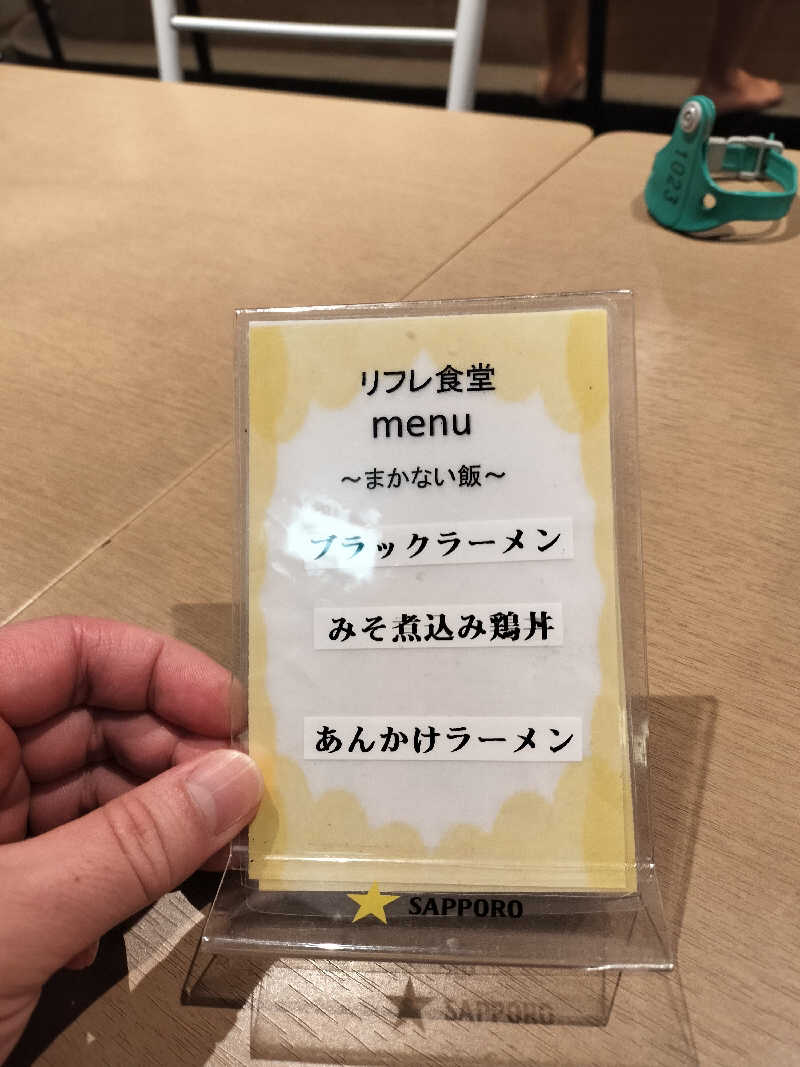 リフレ食堂
menu
～まかない飯～
ブラックラーメン
みそ煮込み鶏丼
あんかけラーメン
SAPPORO
SAPPORO
1023